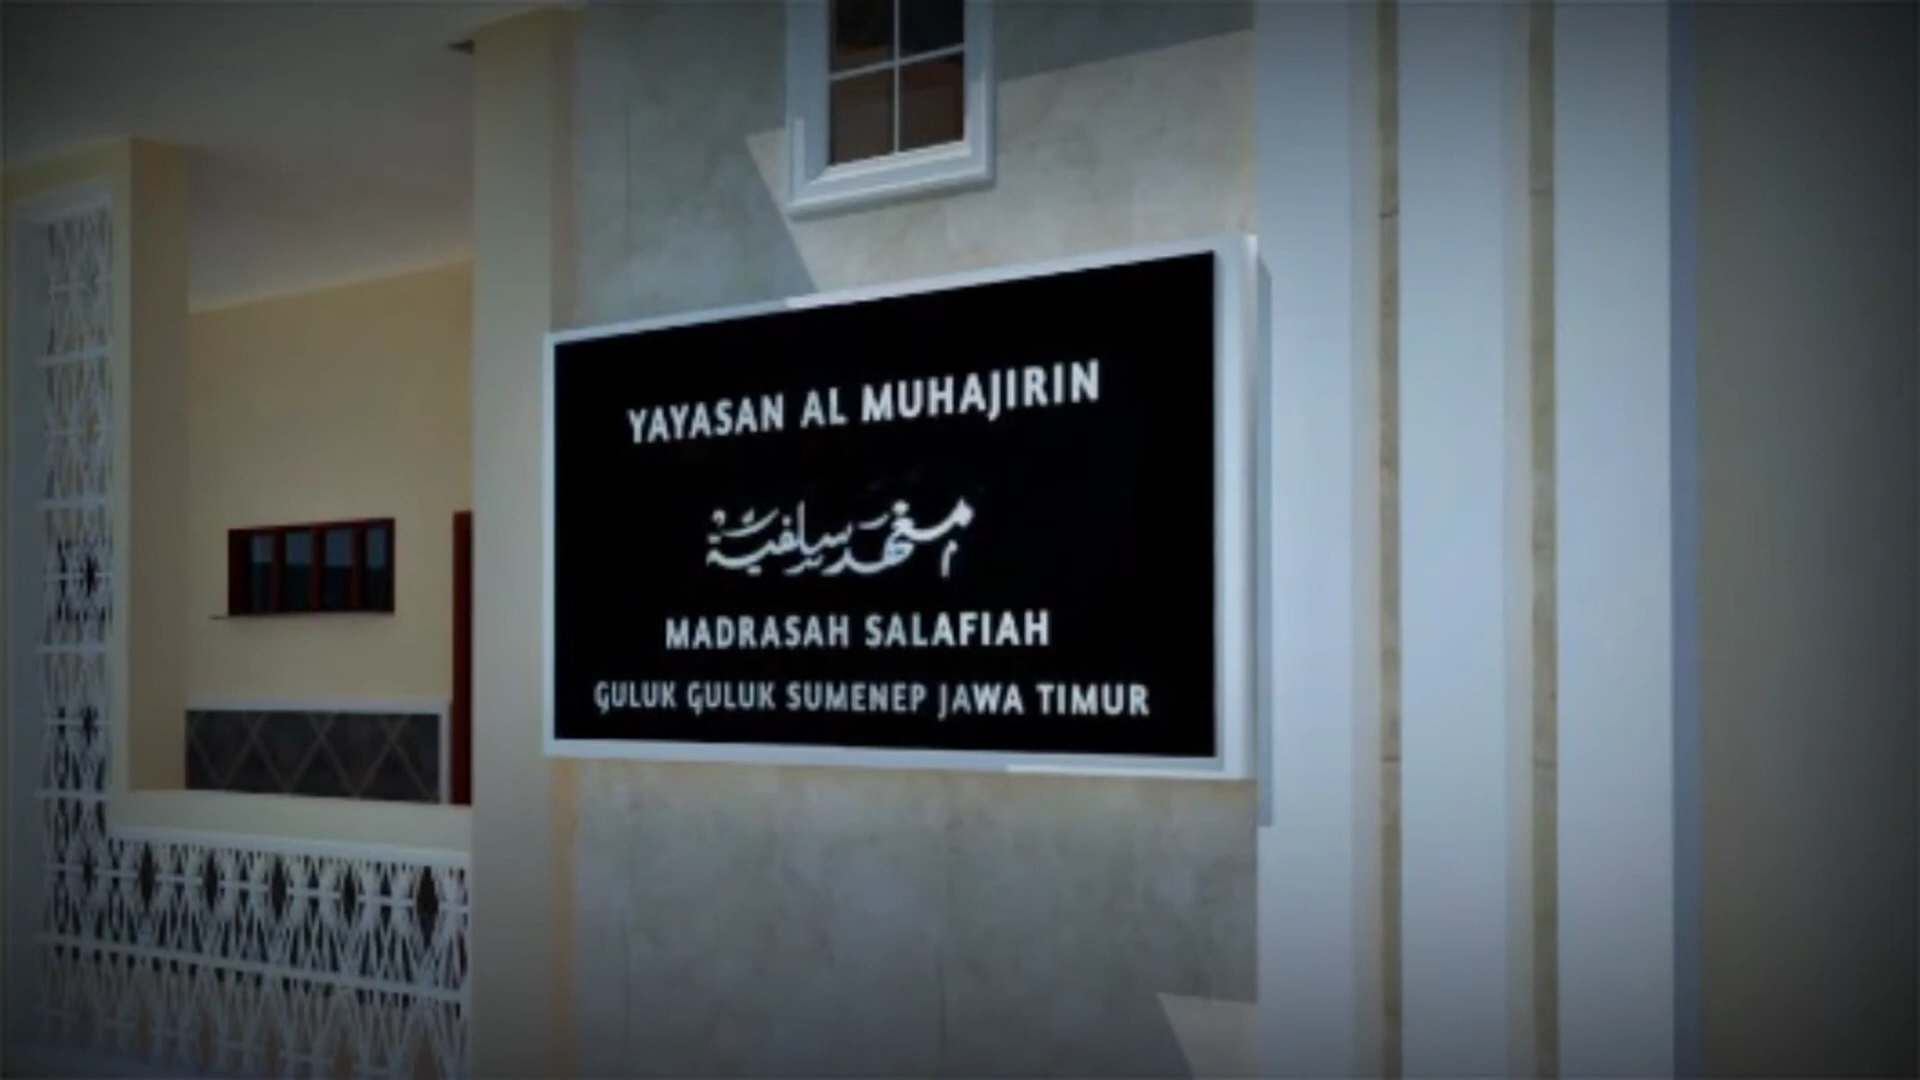 YAYASAN AL MUHAJIRIN
معهد سلفية
MADRASAH SALAFIAH
GULUK GULUK SUMENEP JAWA TIMUR